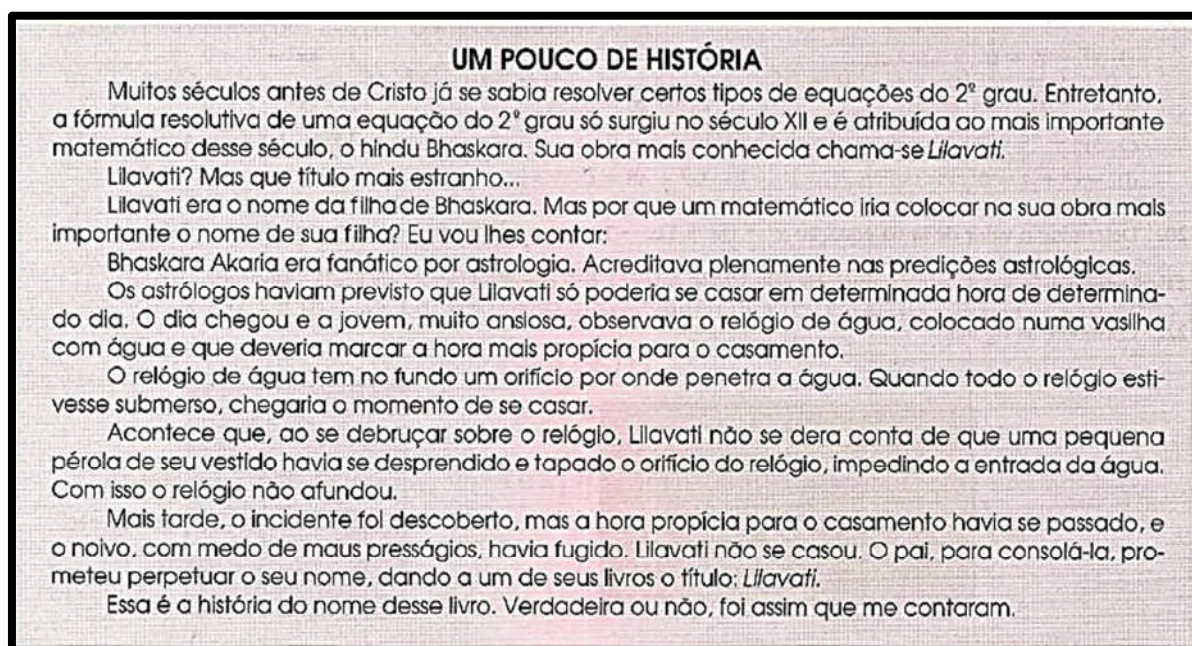 UM POUCO DE HISTÓRIA
Muitos séculos antes de Cristo já se sabia resolver certos tipos de equações do 2º grau. Entretanto,
a fórmula resolutiva de uma equação do 2º grau só surgiu no século XII e é atribuída ao mais importante
matemático desse século, o hindu Bhaskara. Sua obra mais conhecida chama-se Lilavati.
Lilavati? Mas que título mais estranho...
Lilavati era o nome da filha de Bhaskara. Mas por que um matemático iria colocar na sua obra mais
importante o nome de sua filha? Eu vou lhes contar:
Bhaskara Akaria era fanático por astrologia. Acreditava plenamente nas predições astrológicas.
Os astrólogos haviam previsto que Lilavati só poderia se casar em determinada hora de determina-
do dia. O dia chegou e a jovem, muito ansiosa, observava o relógio de água, colocado numa vasilha
com água e que deveria marcar a hora mais propícia para o casamento.
O relógio de água tem no fundo um orifício por onde penetra a água. Quando todo o relógio esti-
vesse submerso, chegaria o momento de se casar.
Acontece que, ao se debruçar sobre o relógio, Lilavati não se dera conta de que uma pequena
pérola de seu vestido havia se desprendido e tapado o orifício do relógio, impedindo a entrada da água.
Com isso o relógio não afundou.
Mais tarde, o incidente foi descoberto, mas a hora propícia para o casamento havia se passado, e
o noivo, com medo de maus presságios, havia fugido. Lilavati não se casou. O pai, para consolá-la, pro-
meteu perpetuar o seu nome, dando a um de seus livros o título: Lilavati.
Essa é a história do nome desse livro. Verdadeira ou não, foi assim que me contaram.